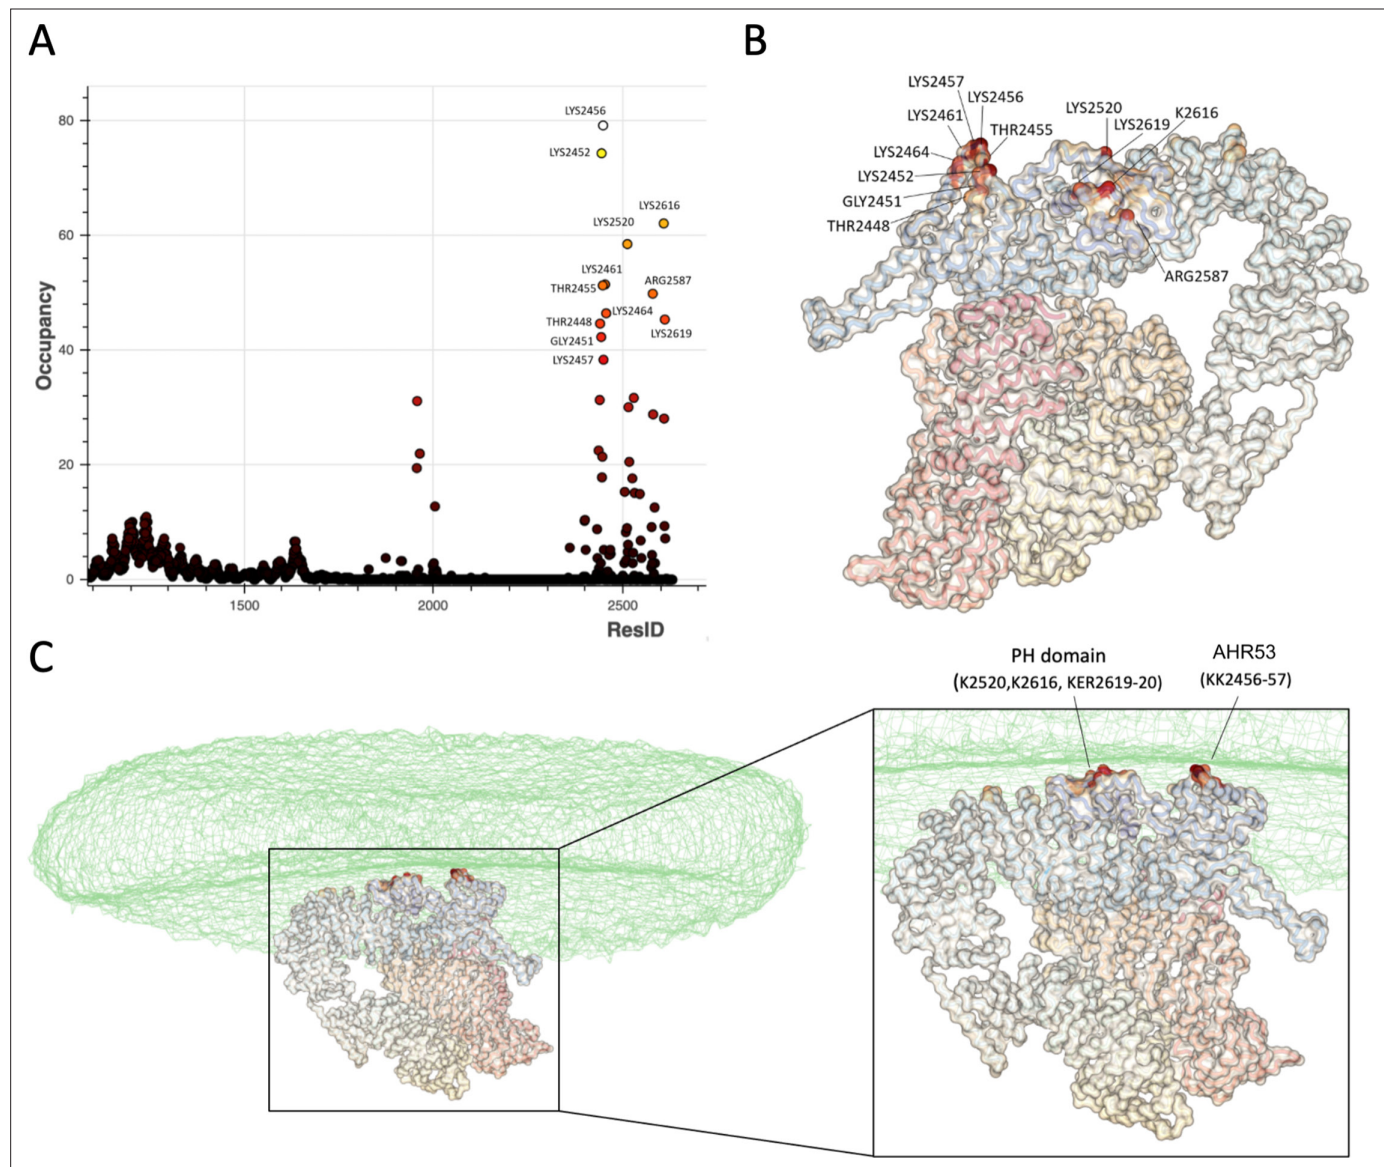 A
B
80
60
40
20
0
Occupancy
1500
2000
2500
ResID
LYS2456
LYS2452
LYS2616
LYS2520
LYS2461
ARG2587
THR2455
LYS2464
THR2448
LYS2619
GLY2451
LYS2457
LYS2457
LYS2456
LYS2461
THR2455
LYS2464
LYS2452
GLY2451
THR2448
LYS2520
LYS2619
K2616
ARG2587
C
PH domain
(K2520,K2616, KER2619-20)
AHR53
(KK2456-57)